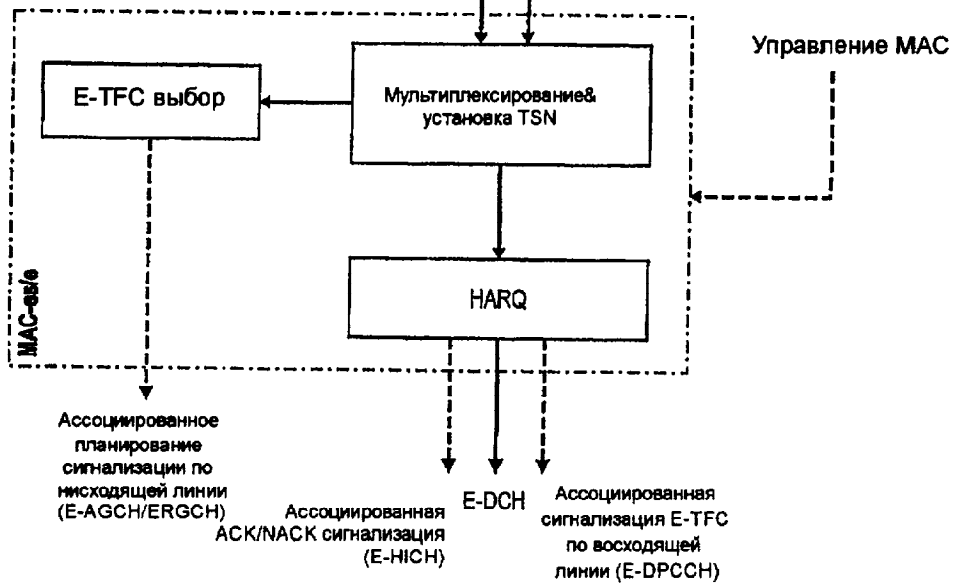 Управление MAC
E-TFC выбор
Мультиплексирование&
установка TSN
HARQ
MAC-es/e
Ассоциированное
планирование
сигнализации по
нисходящей линии
(E-AGCH/ERGCH)
Ассоциированная
ACK/NACK сигнализация
(E-HICH)
E-DCH
Ассоциированная
сигнализация E-TFC
по восходящей
линии (E-DPCCH)